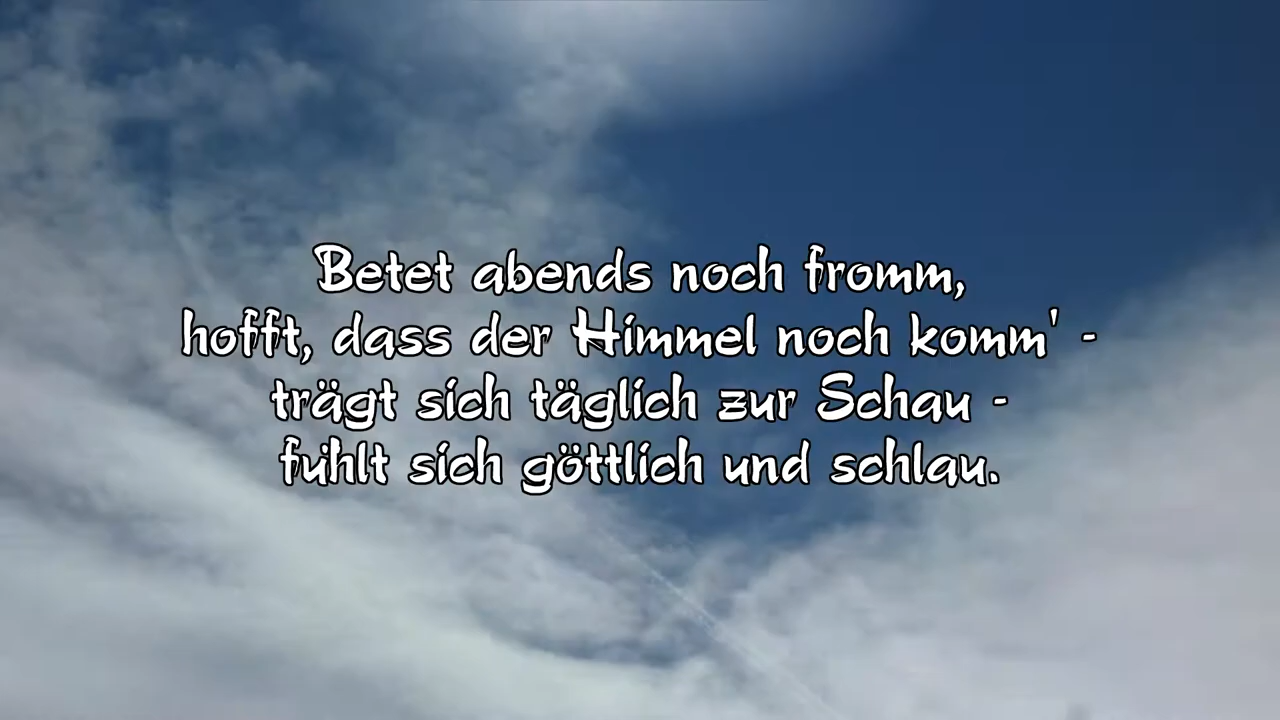 Betet abends noch fromm,
hofft, dass der Himmel noch komm' -
trägt sich täglich zur Schau -
fühlt sich göttlich und schlau.